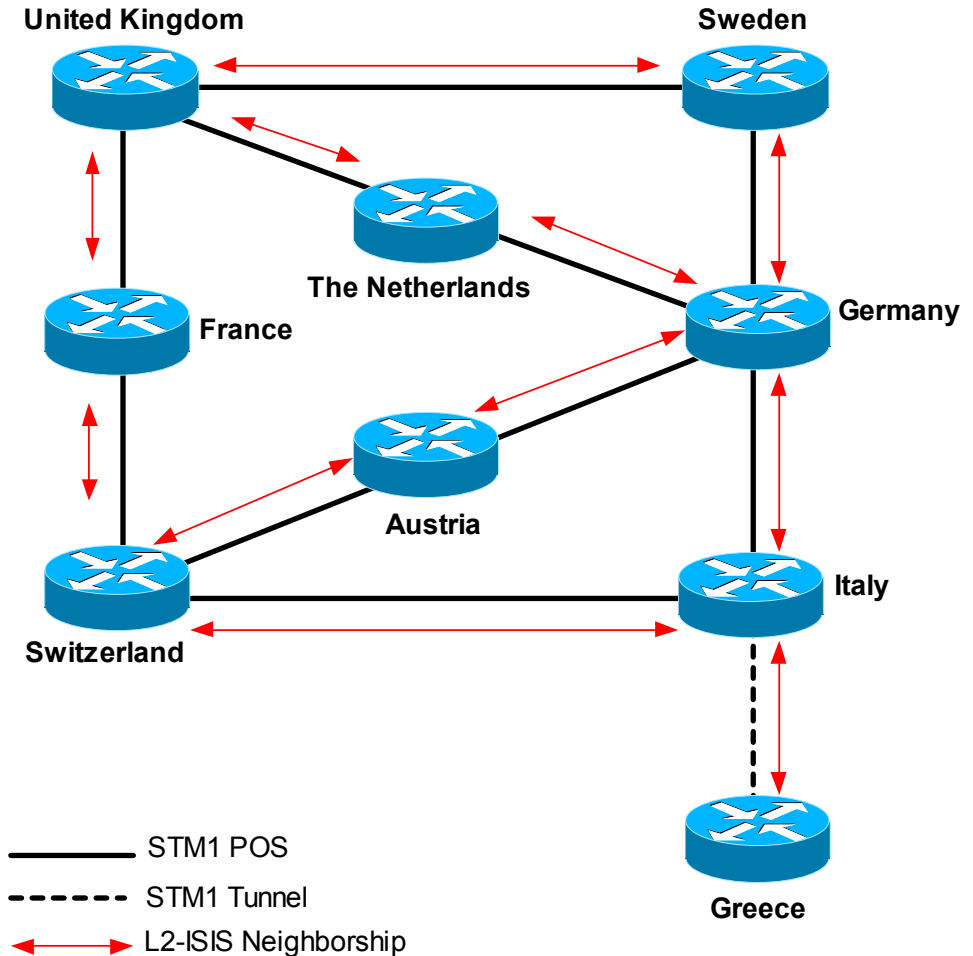 United Kingdom
Sweden
The Netherlands
Germany
France
Austria
Italy
Switzerland
STM1 POS
STM1 Tunnel
Greece
L2-ISIS Neighborship